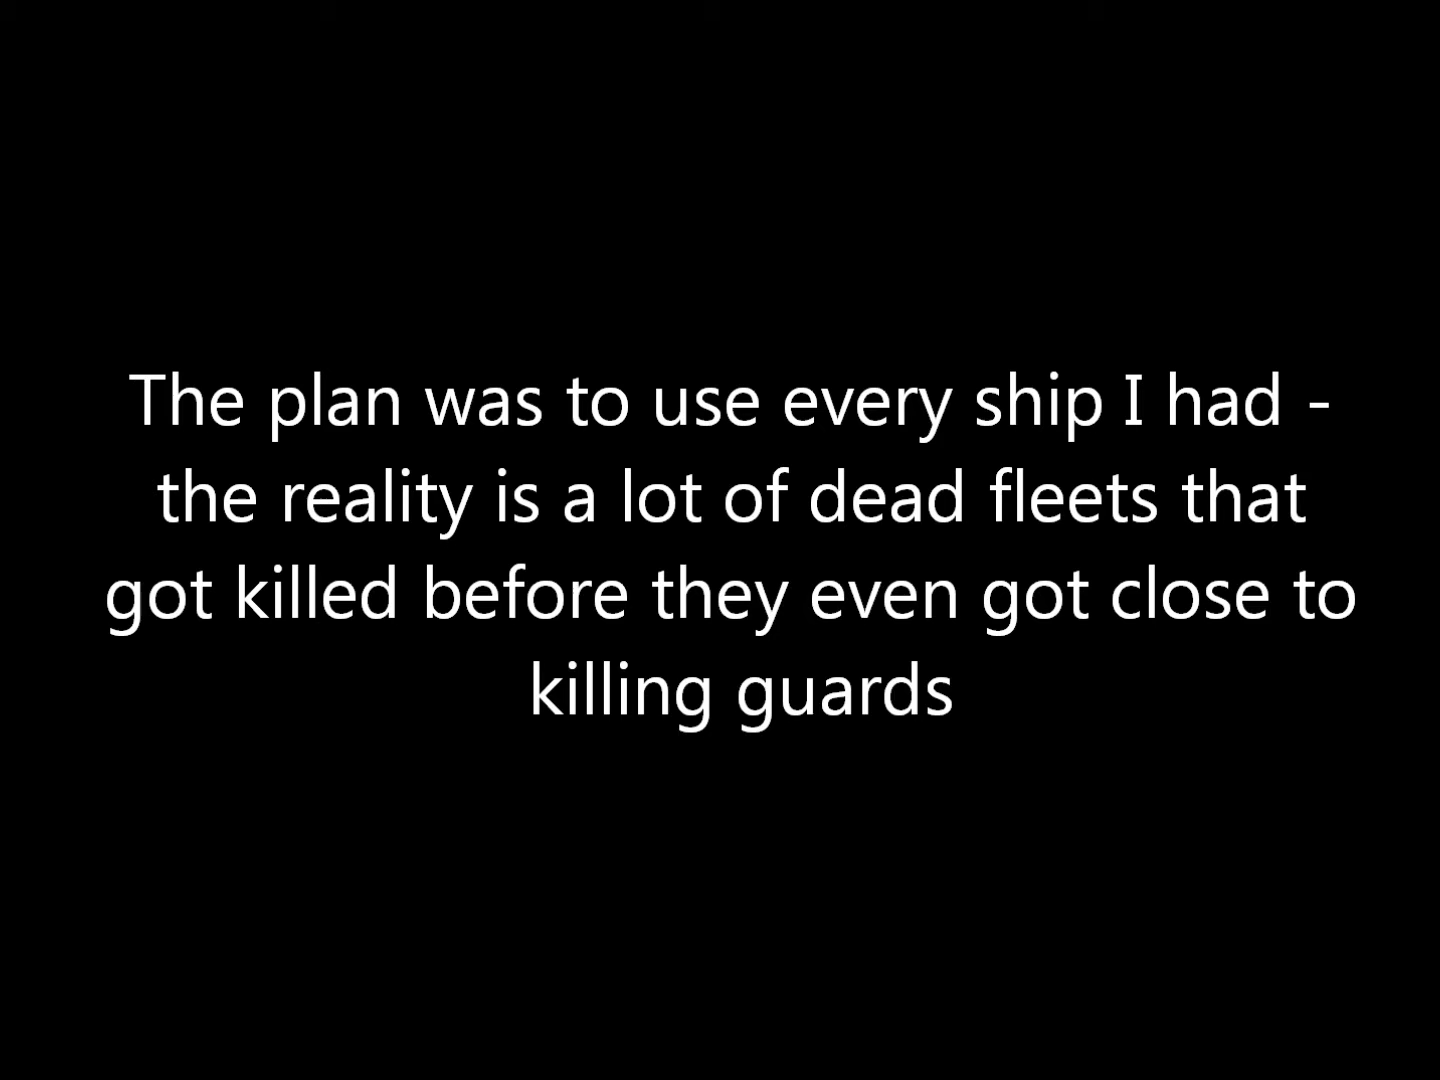 The plan was to use every ship I had -
the reality is a lot of dead fleets that
got killed before they even got close to
killing guards